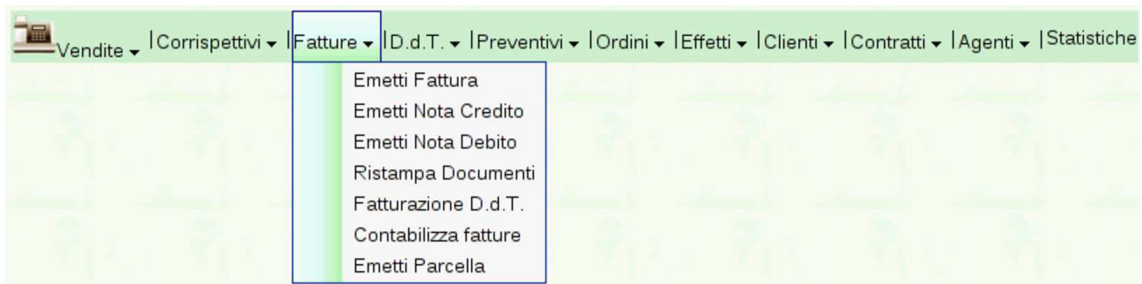 Vendite |Corrispettivi |Fatture |D.d.T. |Preventivi |Ordini |Effetti |Clienti |Contratti |Agenti |Statistiche
Emetti Fattura
Emetti Nota Credito
Emetti Nota Debito
Ristampa Documenti
Fatturazione D.d.T.
Contabilizza fatture
Emetti Parcella